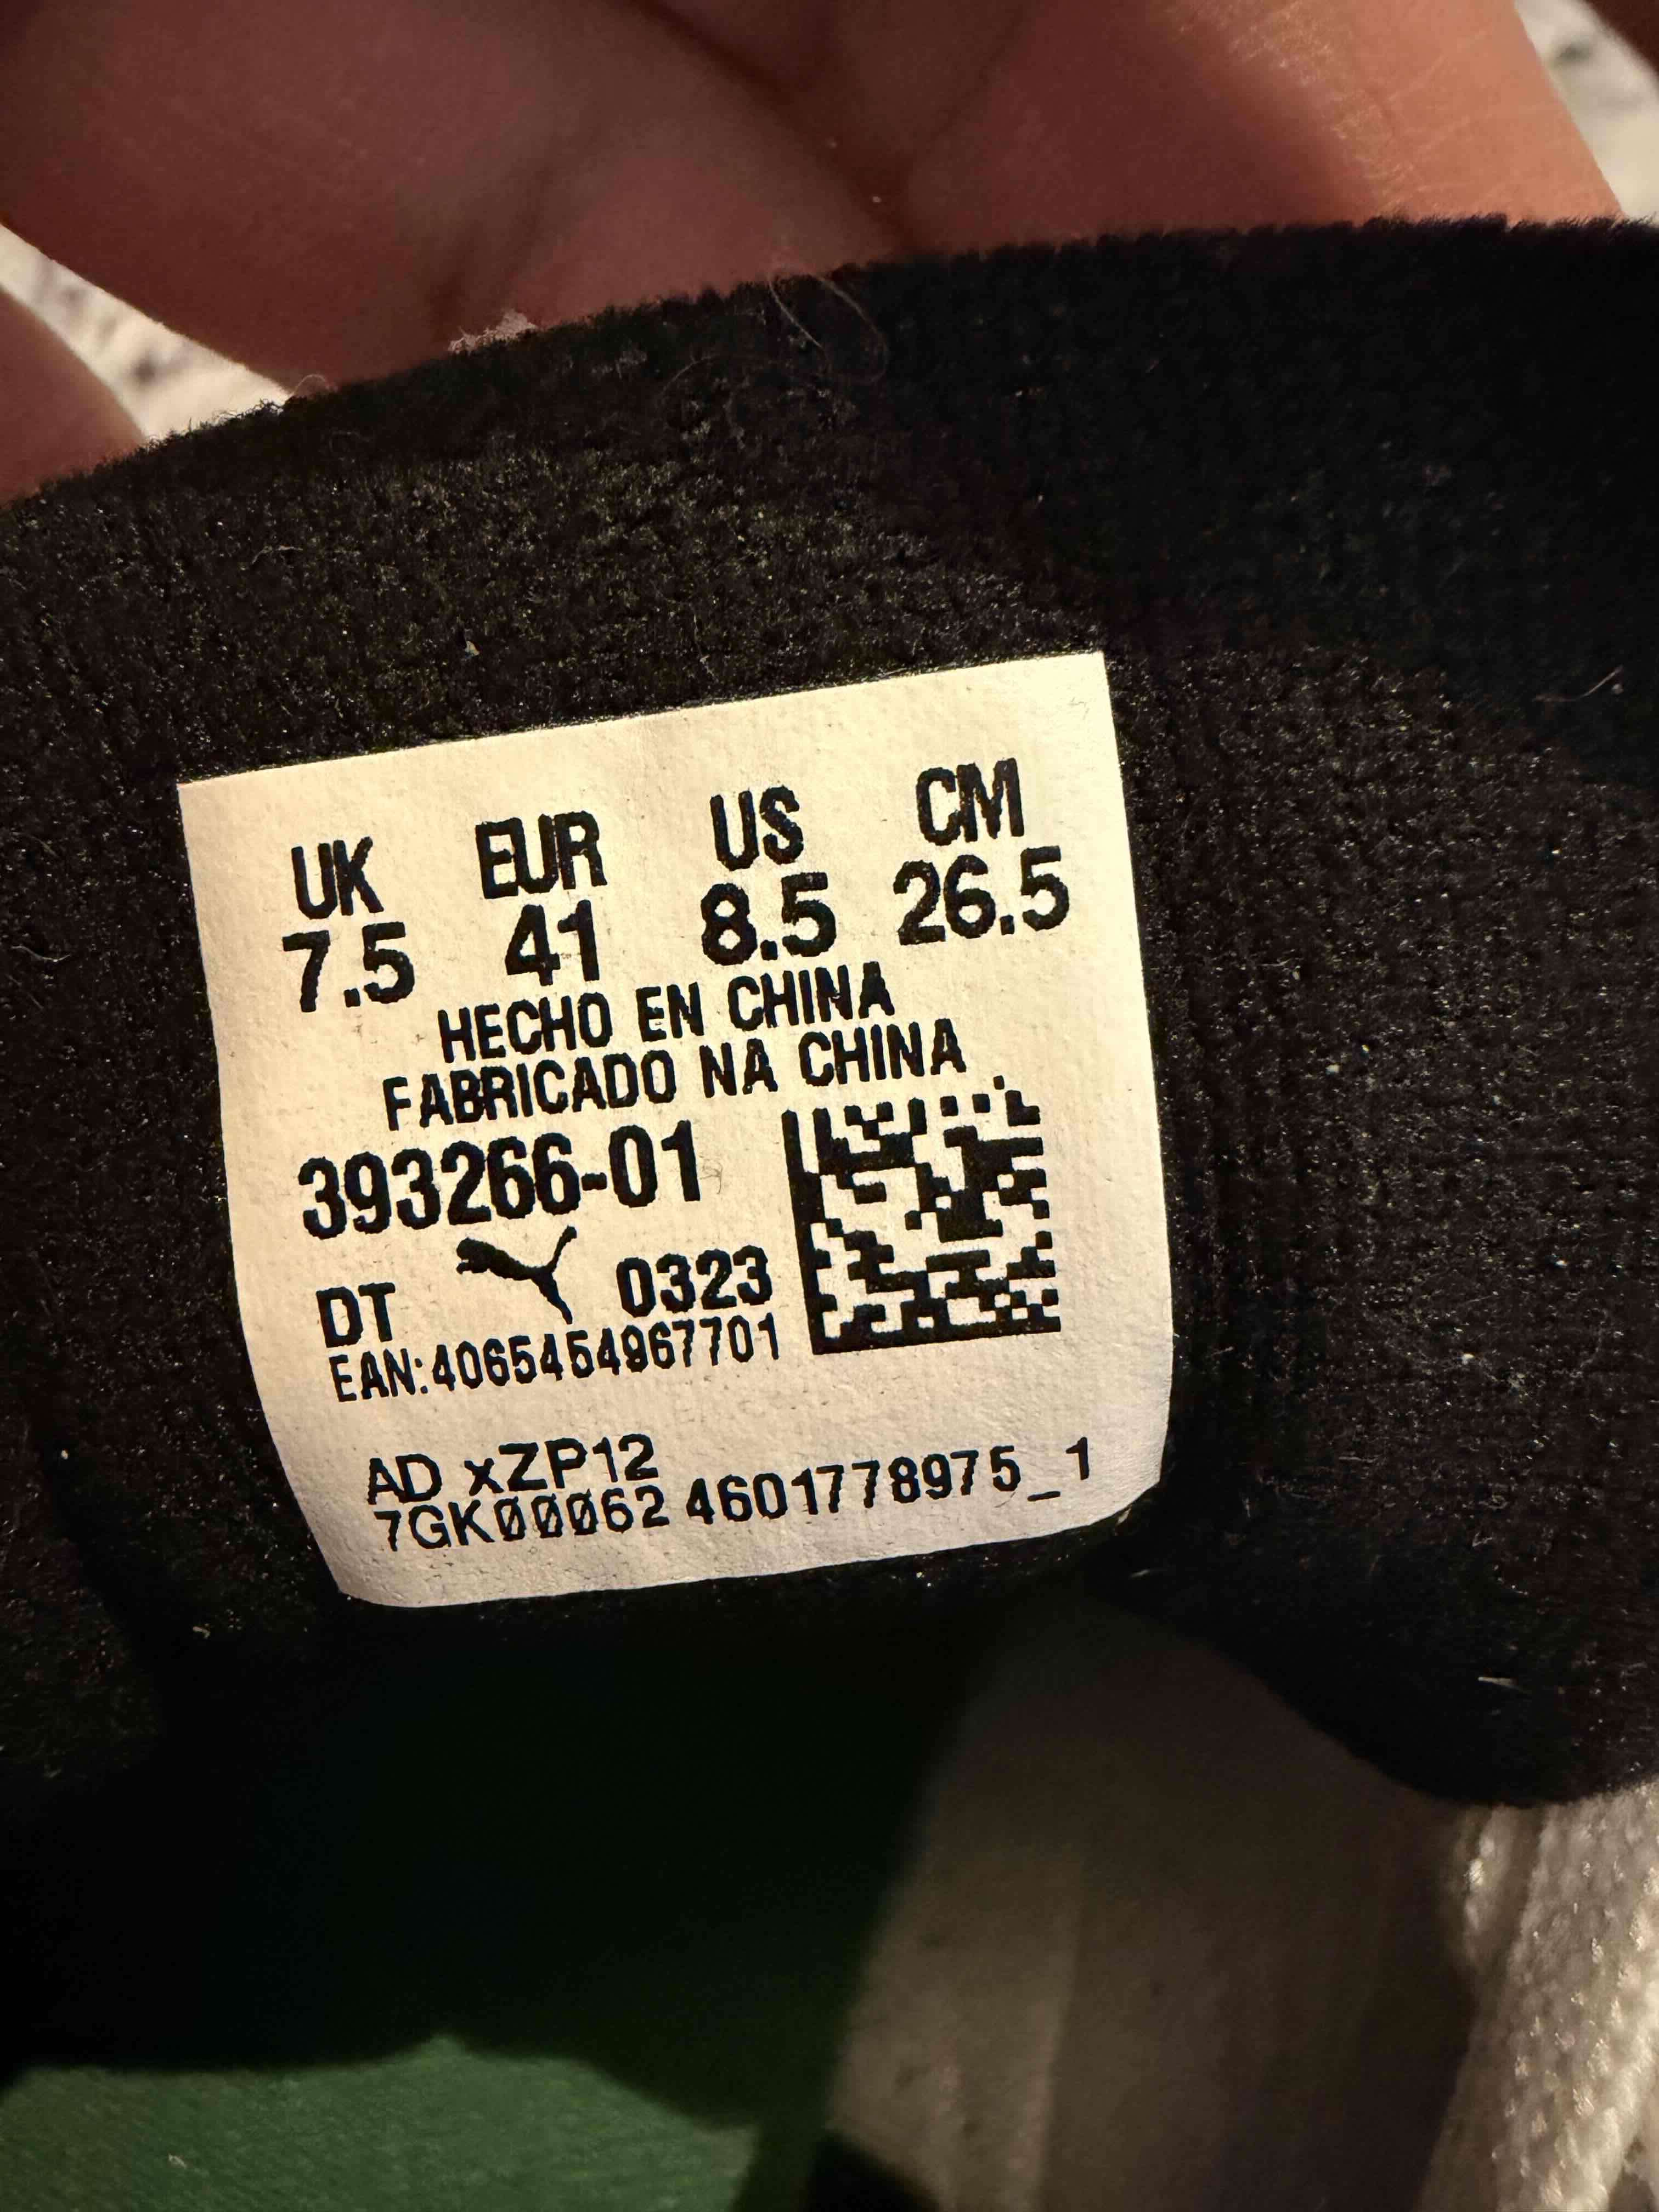 UK EUR US CM
7.5 41 8.5 26.5
HECHO EN CHINA
FABRICADO NA CHINA
393266-01
DT 0323
EAN:4065454967701
AD xZP12
7GK00062 4601778975_1